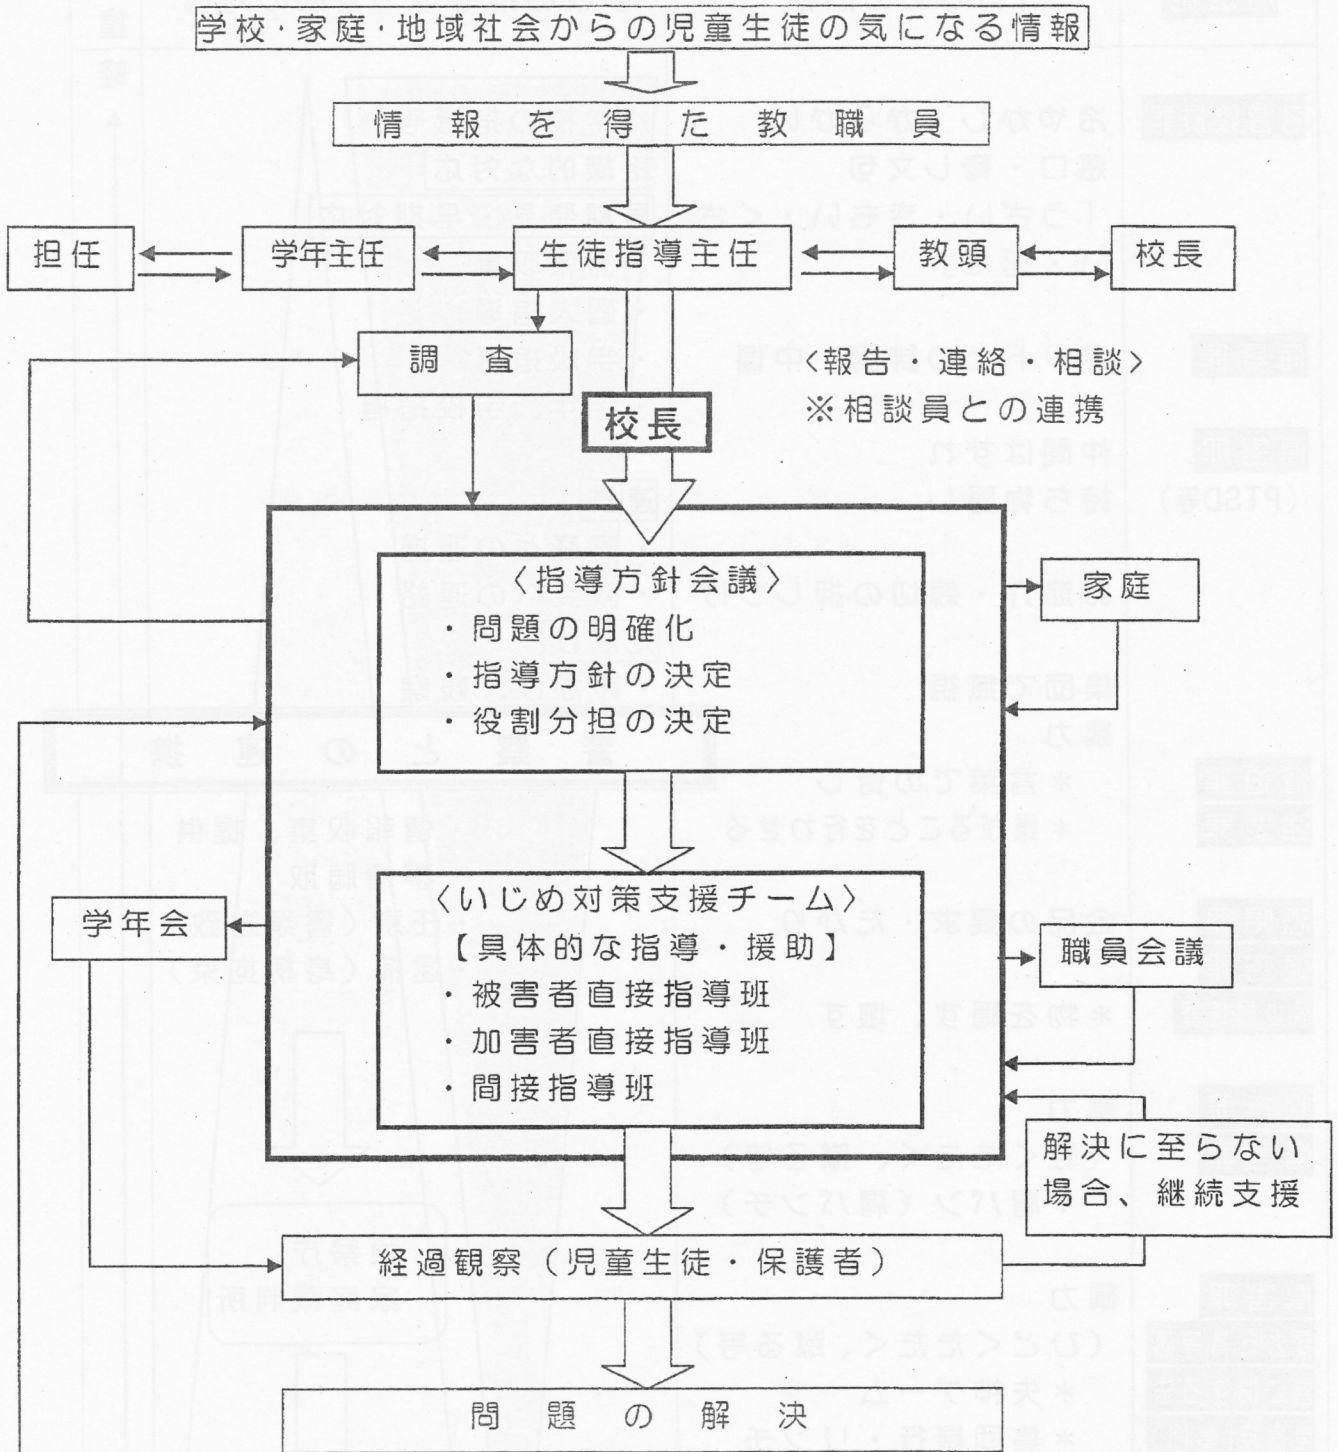 学校・家庭・地域社会からの児童生徒の気になる情報
情報を得た教職員
担任
学年主任
生徒指導主任
教頭
校長
調査
<報告・連絡・相談>
※相談員との連携
校長
〈指導方針会議〉
・問題の明確化
・指導方針の決定
・役割分担の決定
家庭
〈いじめ対策支援チーム〉
【具体的な指導・援助】
・被害者直接指導班
・加害者直接指導班
・間接指導班
学年会
職員会議
解決に至らない
場合、継続支援
経過観察（児童生徒・保護者）
問題の解決